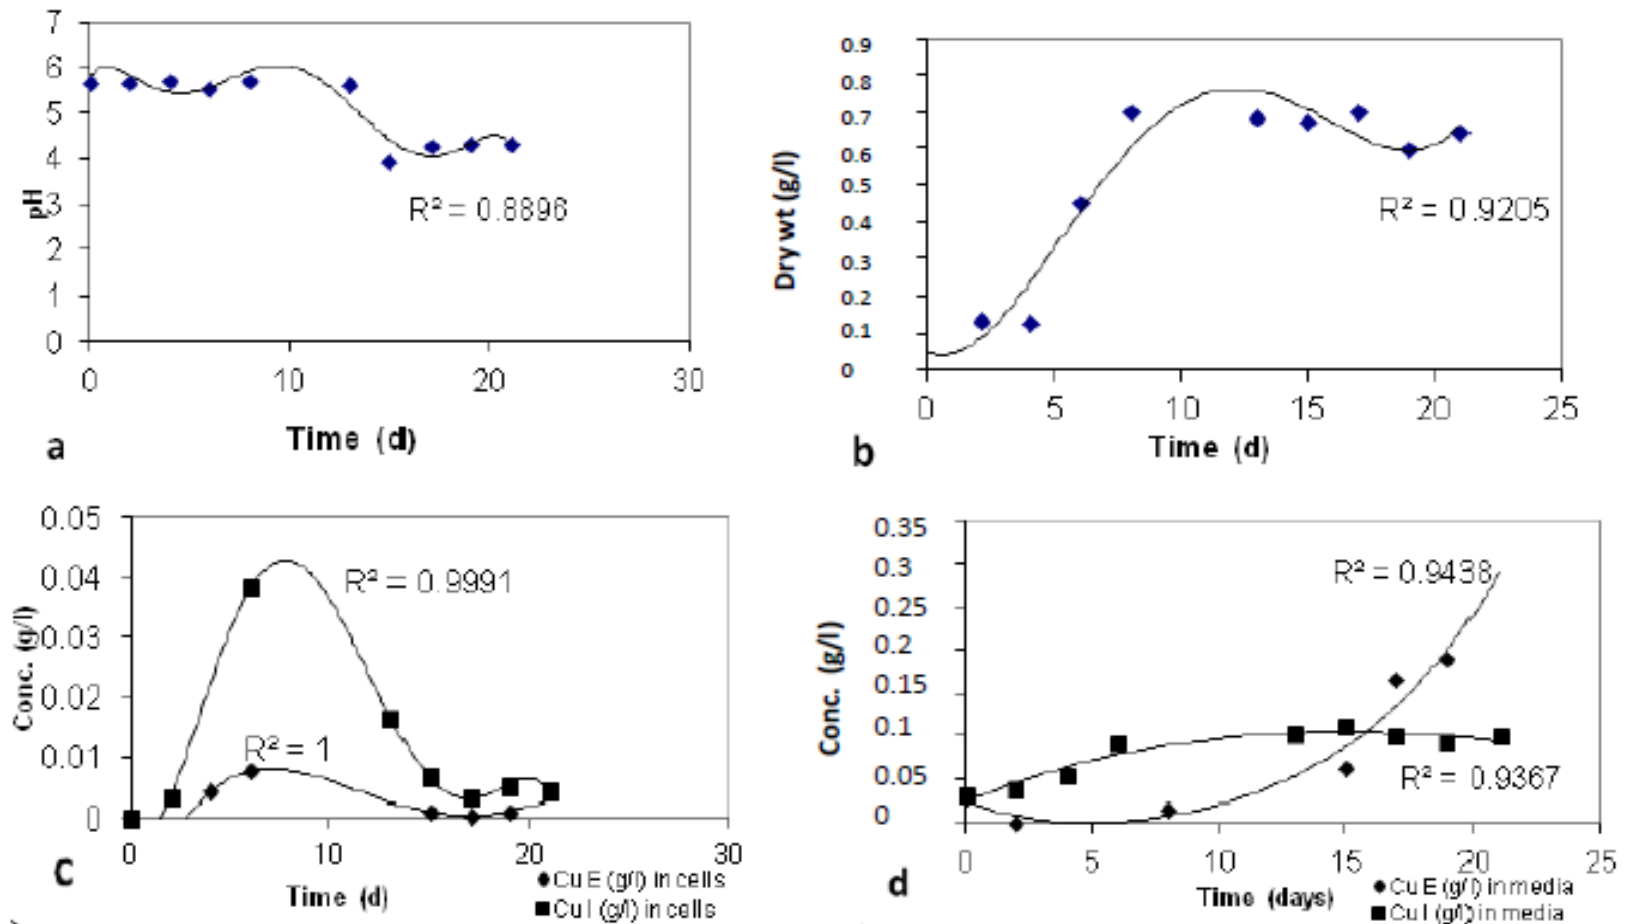 7
6
5
4
3
2
1
0
pH
R² = 0.8896
0 10 20 30
Time (d)
a
0.9
0.8
0.7
0.6
0.5
0.4
0.3
0.2
0.1
0
Dry wt (g/l)
R² = 0.9205
0 5 10 15 20 25
Time (d)
b
0.05
0.04
0.03
0.02
0.01
0
Conc. (g/l)
R² = 0.9991
R² = 1
0 10 20 30
Time (d)
c
Cu E (g/l) in cells
Cu I (g/l) in cells
0.35
0.3
0.25
0.2
0.15
0.1
0.05
0
Conc. (g/l)
R² = 0.9438
R² = 0.9367
0 5 10 15 20 25
Time (days)
d
Cu E (g/l) in media
Cu I (g/l) in media